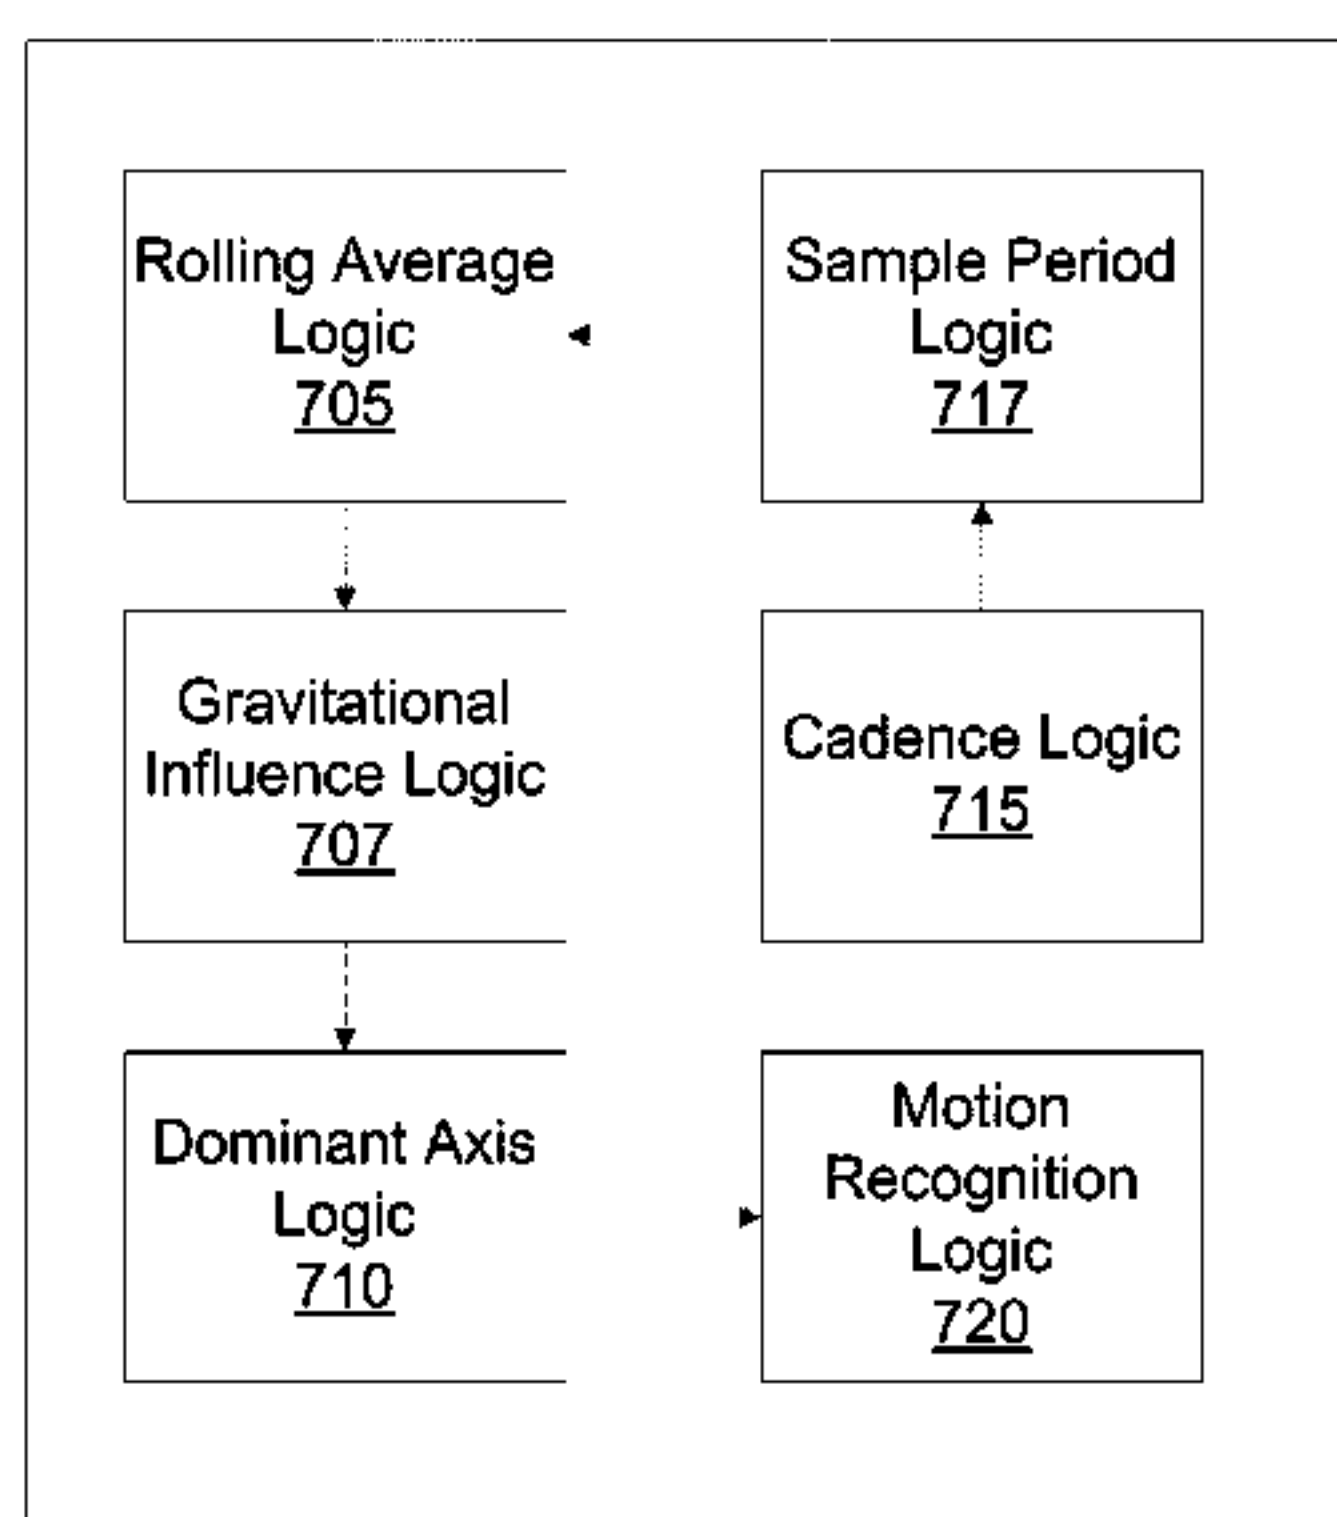 Rolling Average
Logic
705
Sample Period
Logic
717
Gravitational
Influence Logic
707
Cadence Logic
715
Dominant Axis
Logic
710
Motion
Recognition
Logic
720